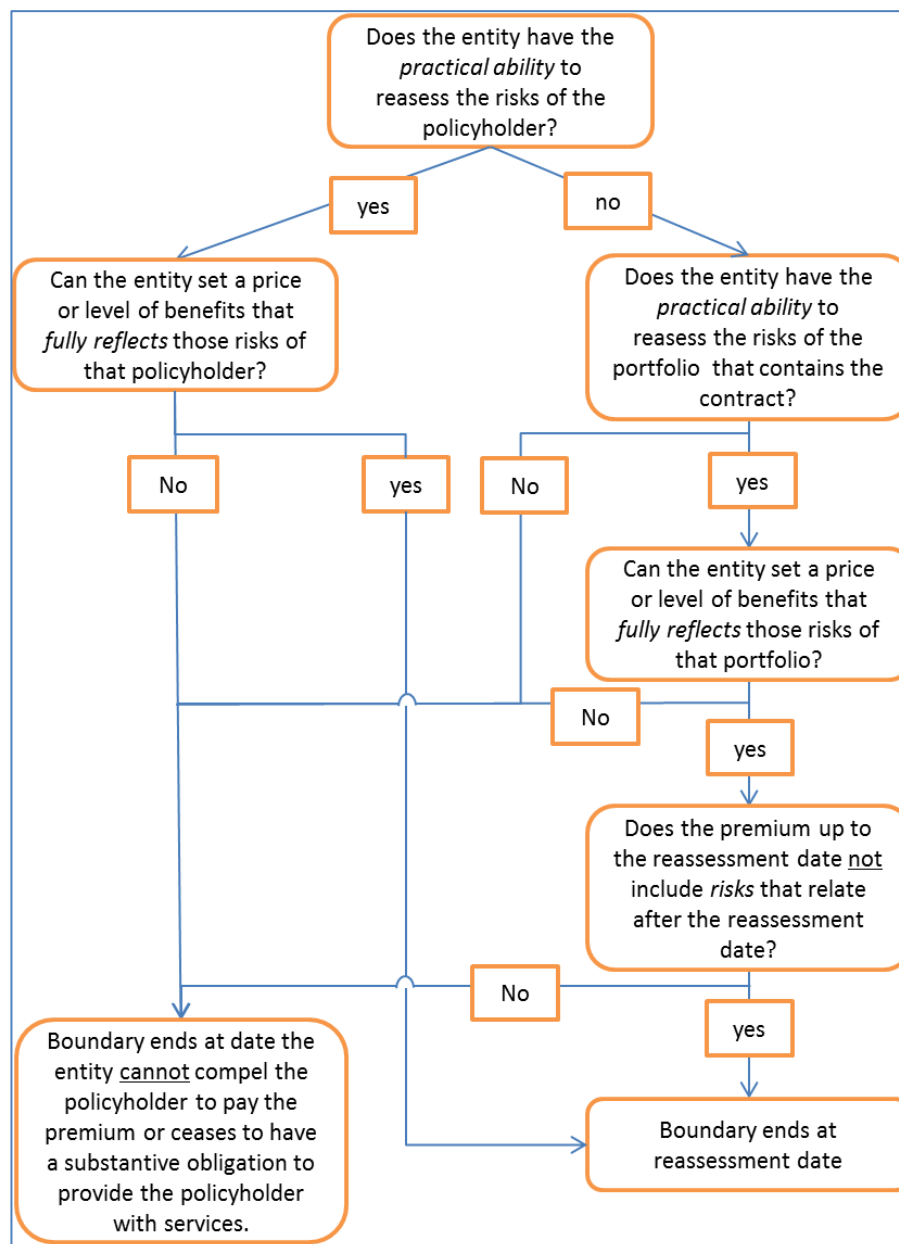 Does the entity have the
practical ability to
reasess the risks of the
policyholder?
yes
no
Can the entity set a price
or level of benefits that
fully reflects those risks of
that policyholder?
Does the entity have the
practical ability to
reasess the risks of the
portfolio that contains the
contract?
No
yes
No
yes
Can the entity set a price
or level of benefits that
fully reflects those risks of
that portfolio?
No
yes
Does the premium up to
the reassessment date not
include risks that relate
after the reassessment
date?
No
yes
Boundary ends at date the
entity cannot compel the
policyholder to pay the
premium or ceases to have
a substantive obligation to
provide the policyholder
with services.
Boundary ends at
reassessment date